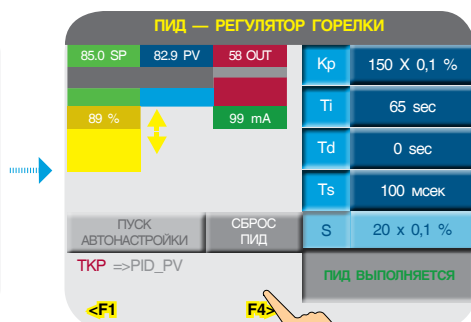 ПИД — РЕГУЛЯТОР ГОРЕЛКИ
85.0 SP 82.9 PV 58 OUT
Kp 150 X 0,1 %
89 % 99 mA
Ti 65 sec
Td 0 sec
Ts 100 мсек
ПУСК
АВТОНАСТРОЙКИ
СБРОС
ПИД
S 20 x 0,1 %
TKP =>PID_PV
ПИД ВЫПОЛНЯЕТСЯ
<F1 F4>